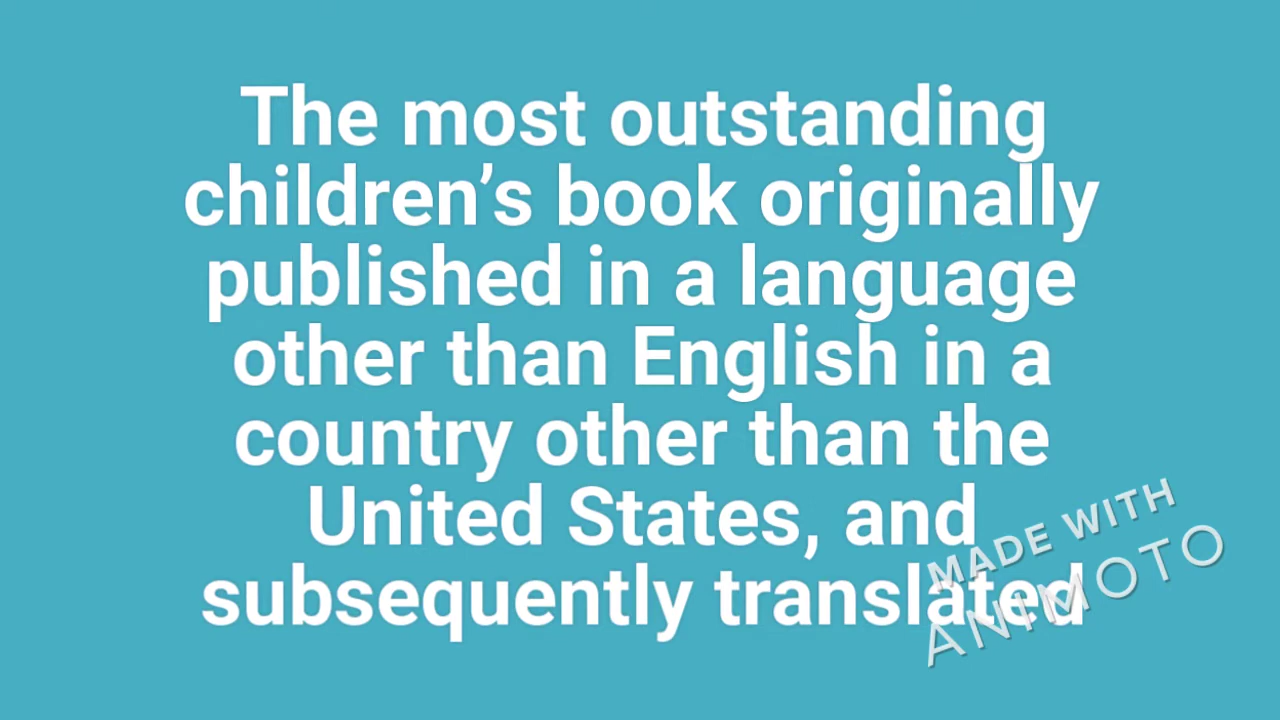 The most outstanding
children’s book originally
published in a language
other than English in a
country other than the
United States, and
subsequently translated
MADE WITH
ANIMOTO